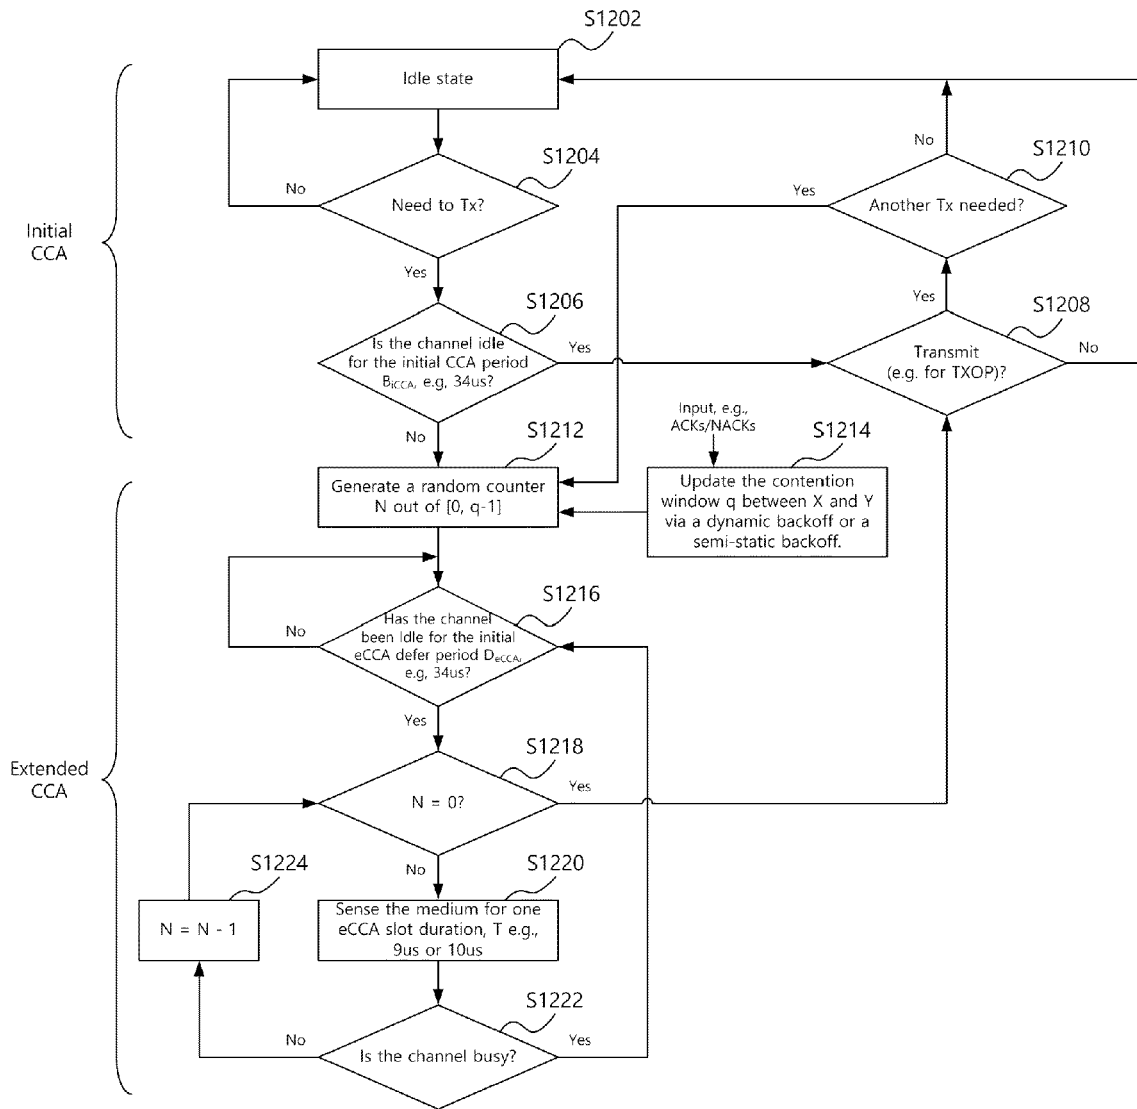 S1202
Idle state
S1204
No
Need to Tx?
Yes
S1210
No
Yes
Another Tx needed?
Initial
CCA
S1206
Is the channel idle
for the initial CCA period
BiCCA, e.g, 34us?
Yes
No
S1208
Yes
Transmit
(e.g. for TXOP)?
No
S1212
Generate a random counter
N out of [0, q-1]
Input, e.g.,
ACKs/NACKs
S1214
Update the contention
window q between X and Y
via a dynamic backoff or a
semi-static backoff.
S1216
Has the channel
been Idle for the initial
eCCA defer period DeCCA,
e.g, 34us?
No
Yes
Extended
CCA
S1218
N = 0?
Yes
No
S1224
N = N - 1
S1220
Sense the medium for one
eCCA slot duration, T e.g.,
9us or 10us
S1222
No
Is the channel busy?
Yes